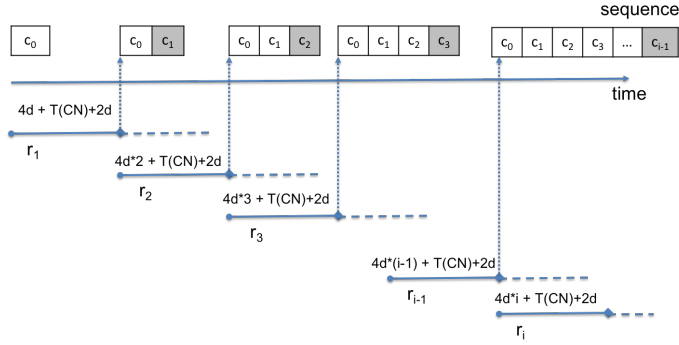 sequence
c0
c0 c1
c0 c1 c2
c0 c1 c2 c3
c0 c1 c2 c3 ... ci-1
time
4d + T(CN)+2d
r1
4d*2 + T(CN)+2d
r2
4d*3 + T(CN)+2d
r3
4d*(i-1) + T(CN)+2d
ri-1
4d*i + T(CN)+2d
ri